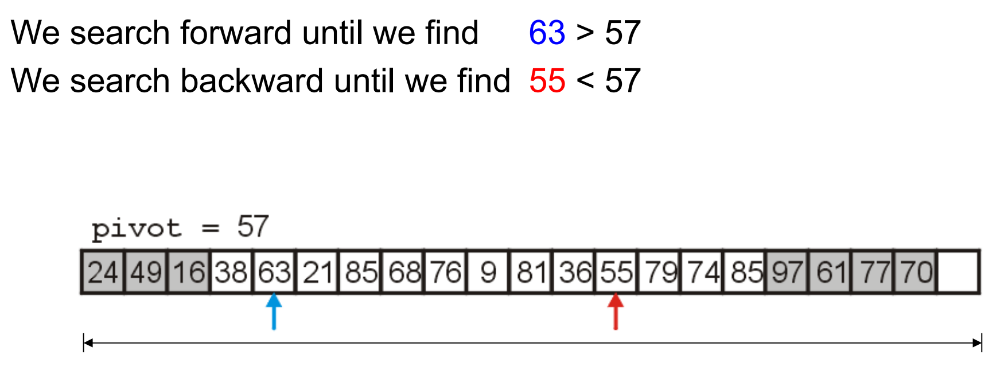 We search forward until we find 63 > 57
We search backward until we find 55 < 57
pivot = 57
24 49 16 38 63 21 85 68 76 9 81 36 55 79 74 85 97 61 77 70